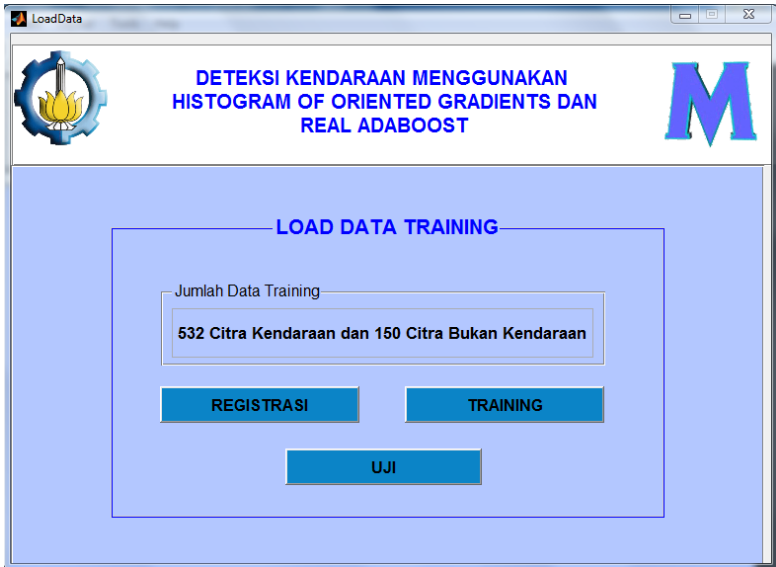 LoadData
DETEKSI KENDARAAN MENGGUNAKAN
HISTOGRAM OF ORIENTED GRADIENTS DAN
REAL ADABOOST
M
LOAD DATA TRAINING
Jumlah Data Training
532 Citra Kendaraan dan 150 Citra Bukan Kendaraan
REGISTRASI
TRAINING
UJI